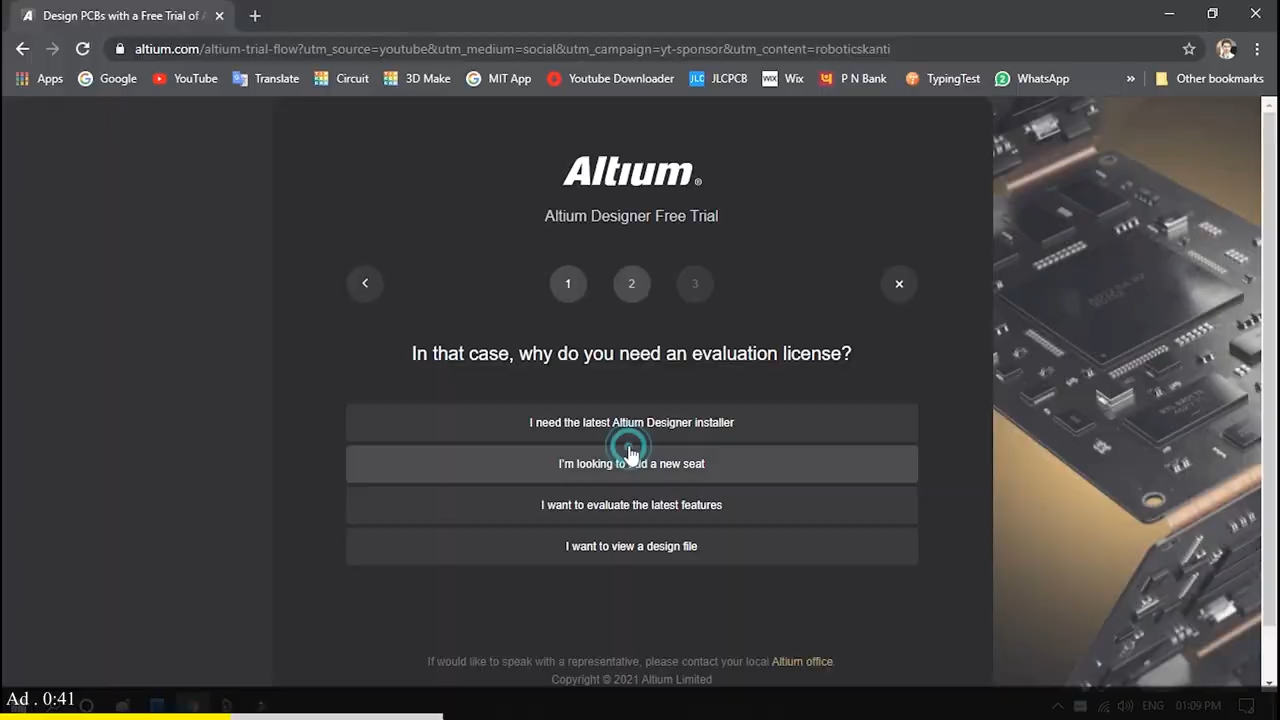 Design PCBs with a Free Trial of A
altium.com/altium-trial-flow?utm_source=youtube&utm_medium=social&utm_campaign=yt-sponsor&utm_content=roboticskanti
Apps Google YouTube Translate Circuit 3D Make MIT App Youtube Downloader JLC JLCPCB WIX Wix P N Bank TypingTest 2 WhatsApp » Other bookmarks
Altium®
Altium Designer Free Trial
1 2 3
In that case, why do you need an evaluation license?
I need the latest Altium Designer installer
I'm looking to add a new seat
I want to evaluate the latest features
I want to view a design file
If would like to speak with a representative, please contact your local Altium office.
Copyright © 2021 Altium Limited
Ad . 0:41
ENG 01:09 PM